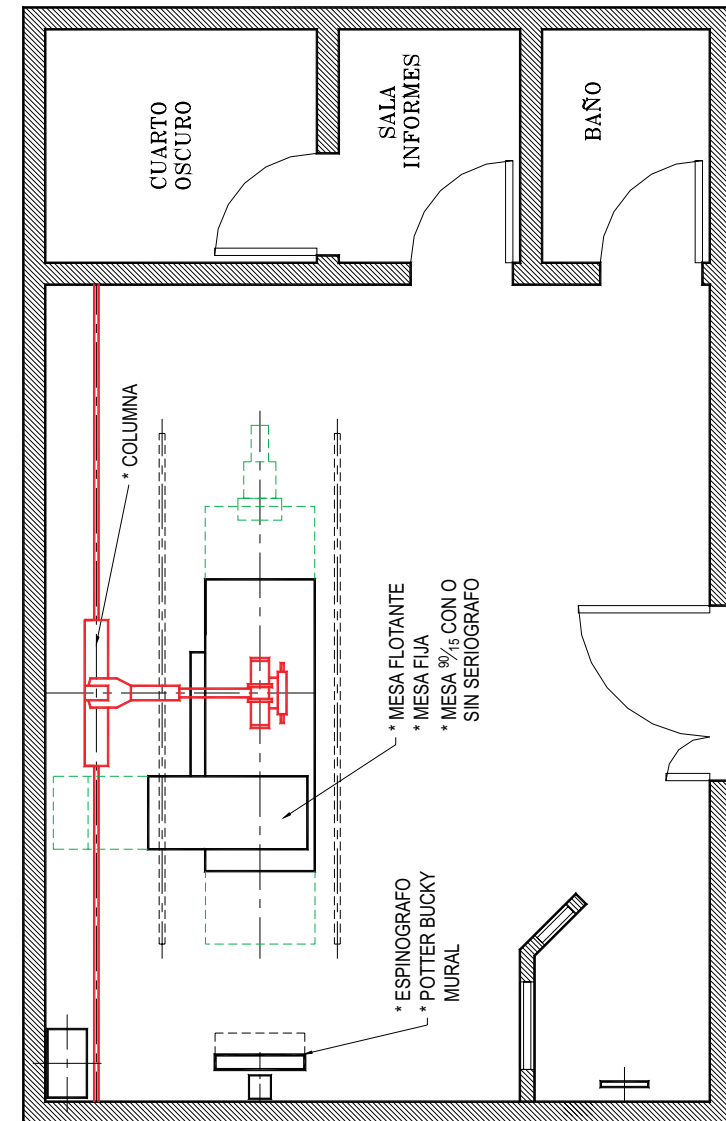 CUARTO
OSCURO
SALA
INFORMES
BAÑO
* COLUMNA
* MESA FLOTANTE
* MESA FIJA
* MESA 90/15 CON O
SIN SERIOGRAFO
* ESPINOGRAFO
* POTTER BUCKY
MURAL